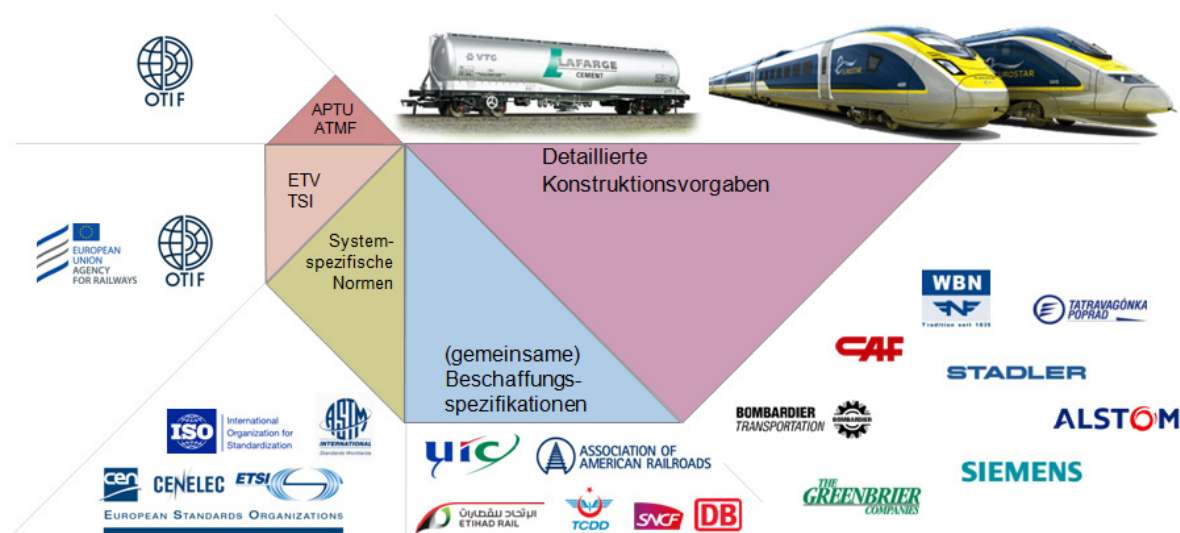 OTIF
APTU
ATMF
VTG
LAFARGE
CEMENT
EUROSTAR
Detaillierte
Konstruktionsvorgaben
ETV
TSI
EUROPEAN
UNION
AGENCY
FOR RAILWAYS
OTIF
System-
spezifische
Normen
(gemeinsame)
Beschaffungs-
spezifikationen
WBN
Tradition seit 1835
TATRAVAGÓNKA
POPRAD
CAF
STADLER
BOMBARDIER
TRANSPORTATION
BOMBARDIER
ALSTOM
SIEMENS
THE
GREENBRIER
COMPANIES
ISO
International
Organization for
Standardization
ASTM
INTERNATIONAL
Standards Worldwide
cen
CENELEC
ETSI
EUROPEAN STANDARDS ORGANIZATIONS
uic
ASSOCIATION OF
AMERICAN RAILROADS
الإتحاد للقطارات
ETIHAD RAIL
TCDD
SNCF
DB